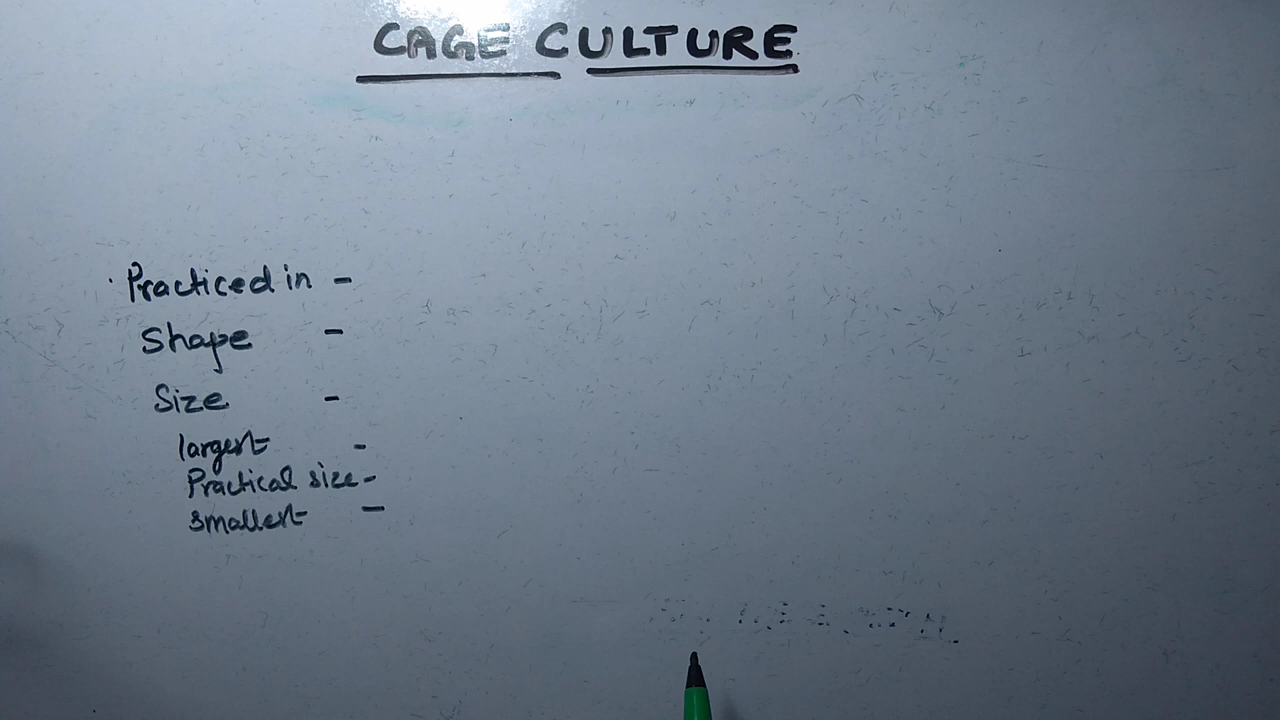 CAGE CULTURE
Practiced in -
Shape -
Size -
largest -
Practical size -
smallest -